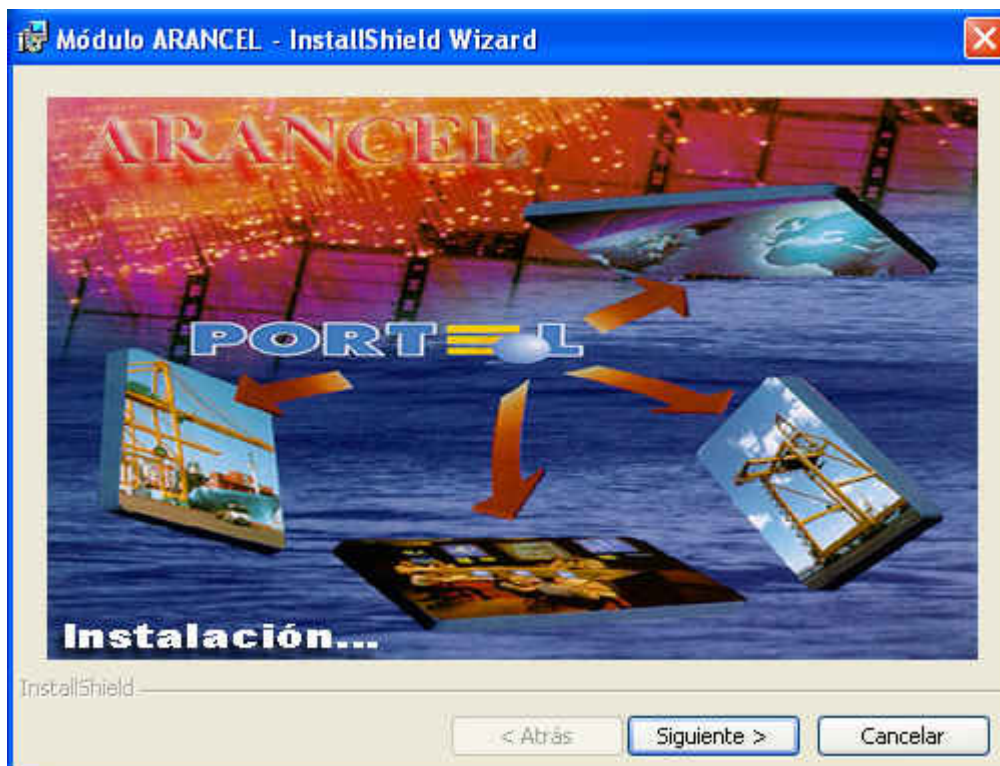 Módulo ARANCEL - InstallShield Wizard
ARANCEL
PORTEL
Instalación...
InstallShield
< Atrás
Siguiente >
Cancelar